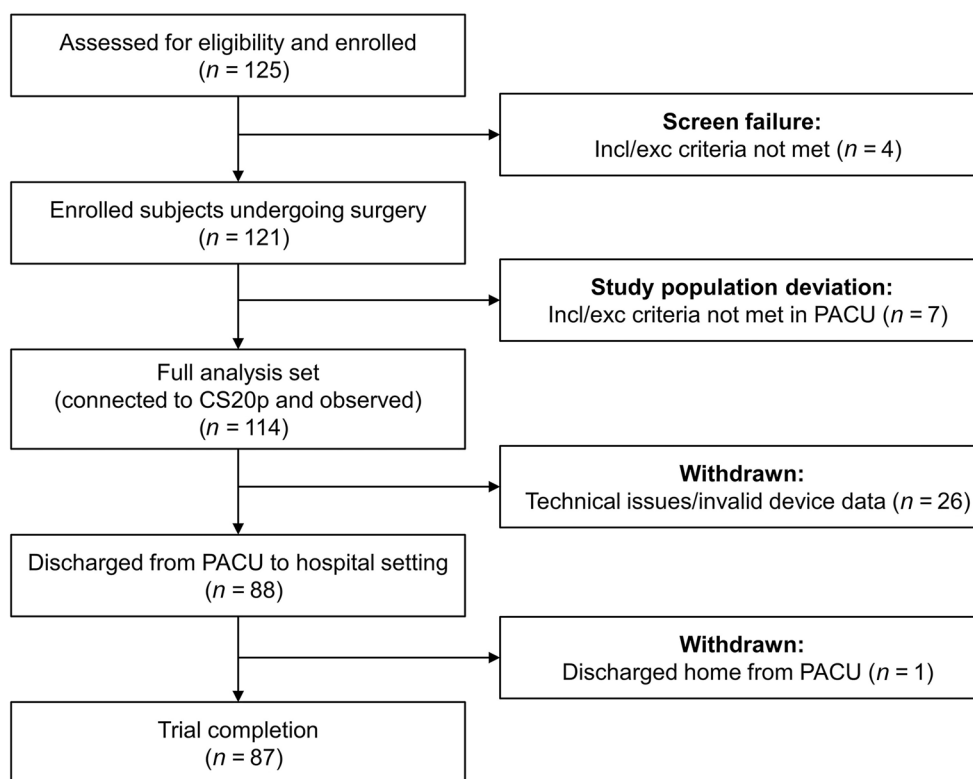 Assessed for eligibility and enrolled
(n = 125)
Screen failure:
Incl/exc criteria not met (n = 4)
Enrolled subjects undergoing surgery
(n = 121)
Study population deviation:
Incl/exc criteria not met in PACU (n = 7)
Full analysis set
(connected to CS20p and observed)
(n = 114)
Withdrawn:
Technical issues/invalid device data (n = 26)
Discharged from PACU to hospital setting
(n = 88)
Withdrawn:
Discharged home from PACU (n = 1)
Trial completion
(n = 87)